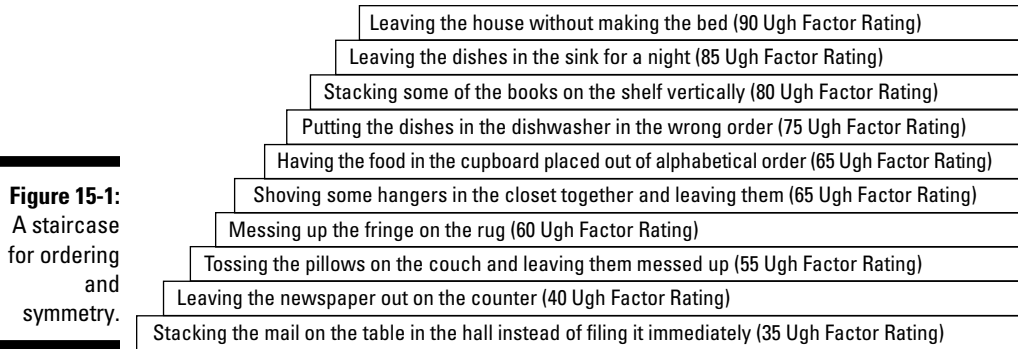 Leaving the house without making the bed (90 Ugh Factor Rating)
Leaving the dishes in the sink for a night (85 Ugh Factor Rating)
Stacking some of the books on the shelf vertically (80 Ugh Factor Rating)
Putting the dishes in the dishwasher in the wrong order (75 Ugh Factor Rating)
Having the food in the cupboard placed out of alphabetical order (65 Ugh Factor Rating)
Shoving some hangers in the closet together and leaving them (65 Ugh Factor Rating)
Messing up the fringe on the rug (60 Ugh Factor Rating)
Tossing the pillows on the couch and leaving them messed up (55 Ugh Factor Rating)
Leaving the newspaper out on the counter (40 Ugh Factor Rating)
Stacking the mail on the table in the hall instead of filing it immediately (35 Ugh Factor Rating)
Figure 15-1:
A staircase
for ordering
and
symmetry.